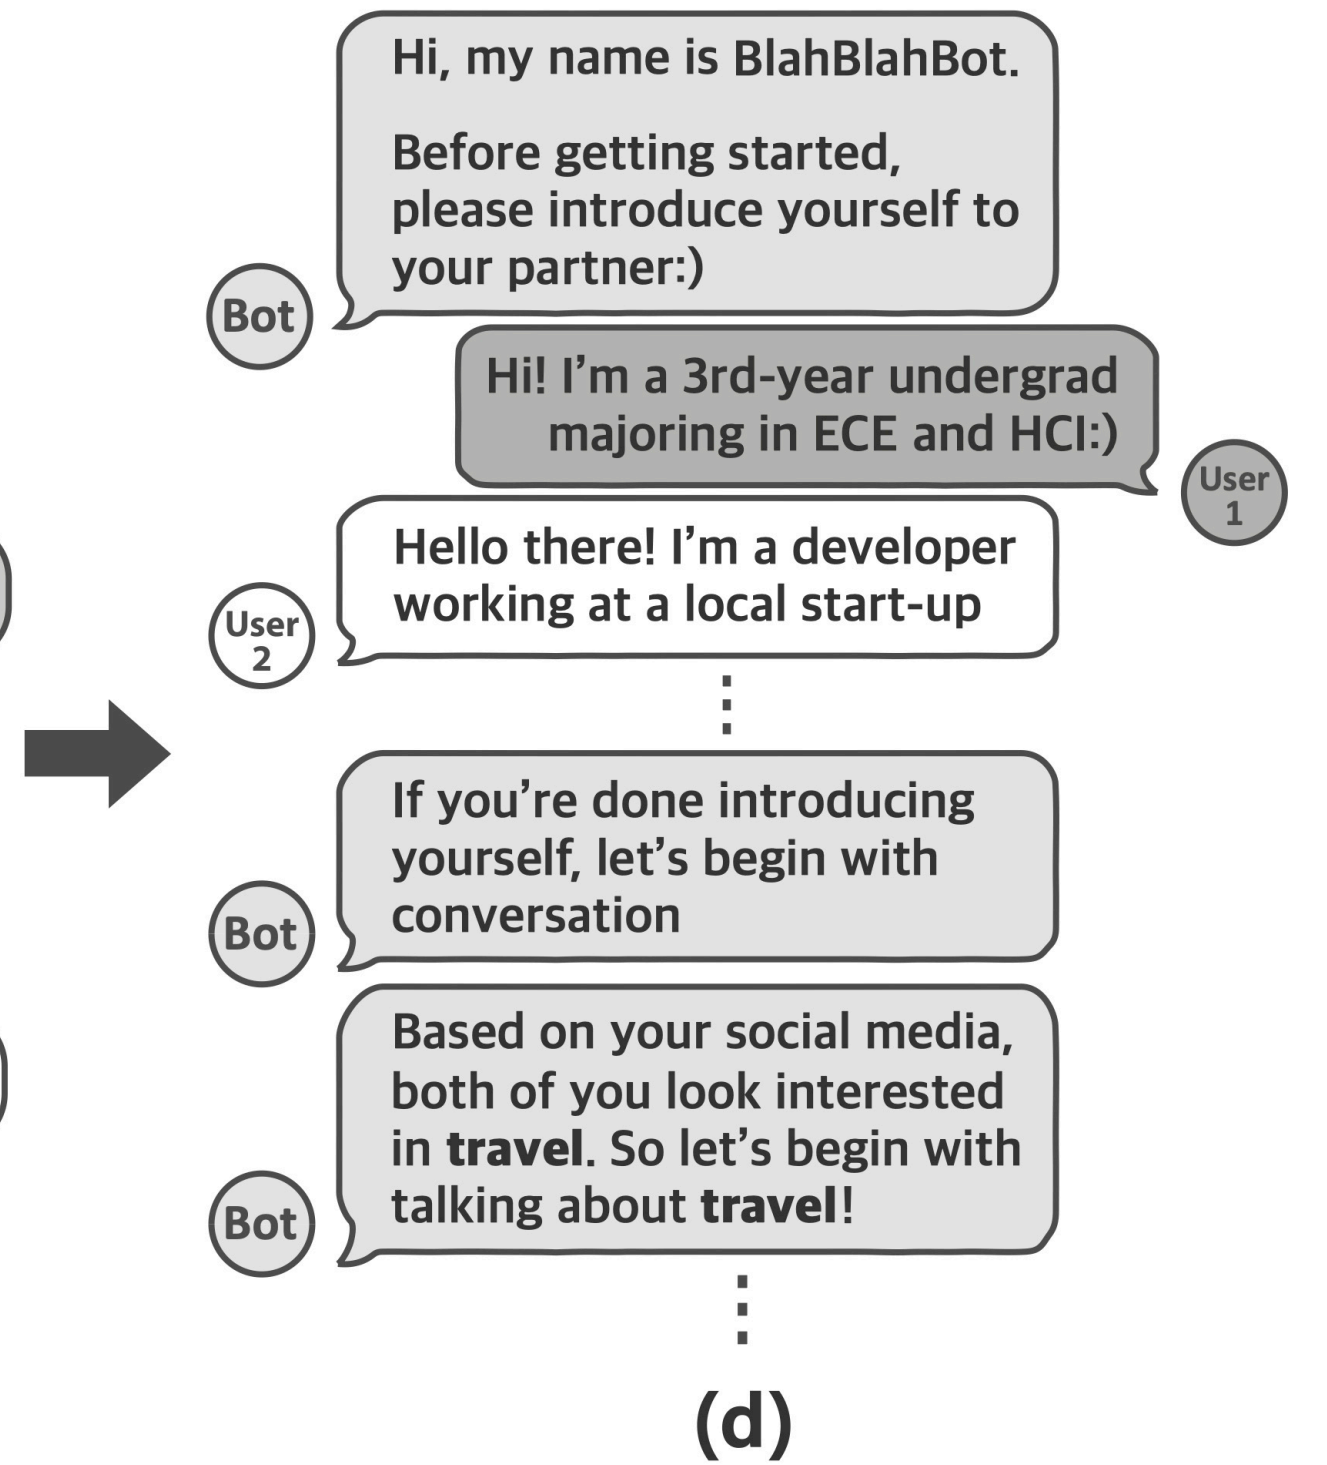 Hi, my name is BlahBlahBot.
Before getting started,
please introduce yourself to
your partner:)
Bot
Hi! I'm a 3rd-year undergrad
majoring in ECE and HCI:)
User
1
Hello there! I'm a developer
working at a local start-up
User
2
If you're done introducing
yourself, let's begin with
conversation
Bot
Based on your social media,
both of you look interested
in travel. So let's begin with
talking about travel!
Bot
(d)